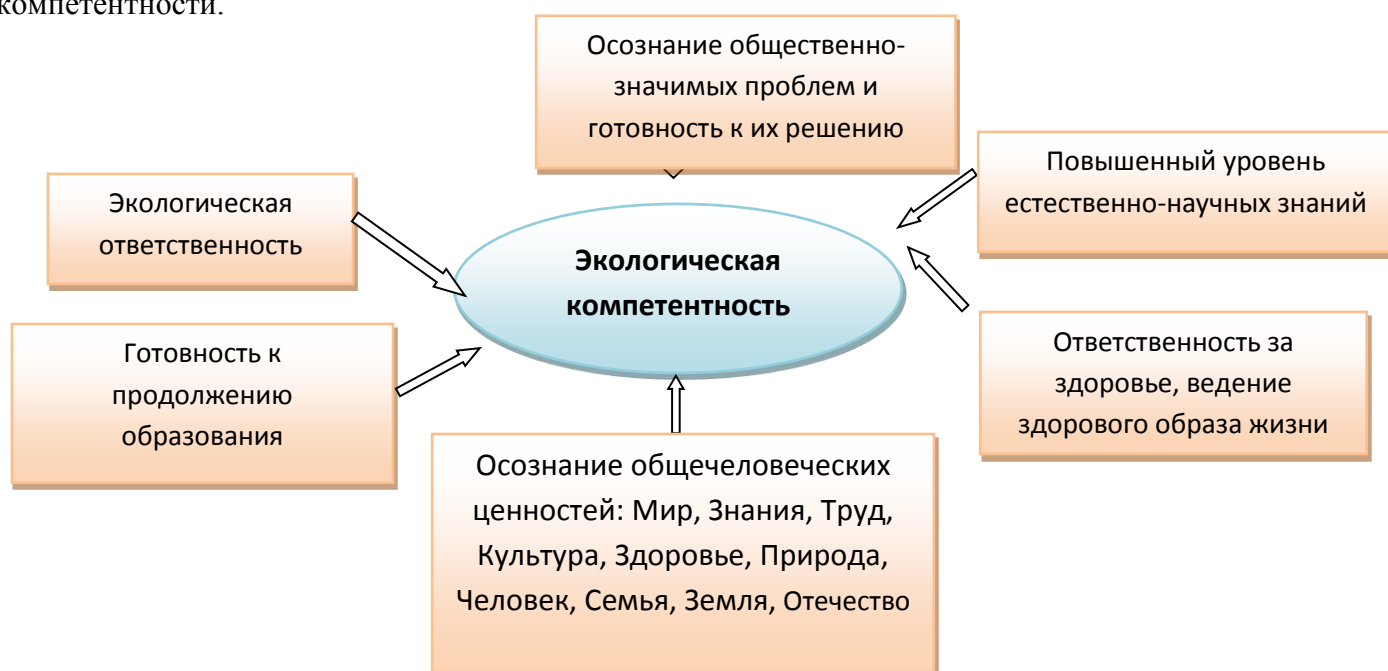 компетентности.
Осознание общественно-
значимых проблем и
готовность к их решению
Повышенный уровень
естественно-научных знаний
Экологическая
ответственность
Экологическая
компетентность
Ответственность за
здоровье, ведение
здорового образа жизни
Готовность к
продолжению
образования
Осознание общечеловеческих
ценностей: Мир, Знания, Труд,
Культура, Здоровье, Природа,
Человек, Семья, Земля, Отечество